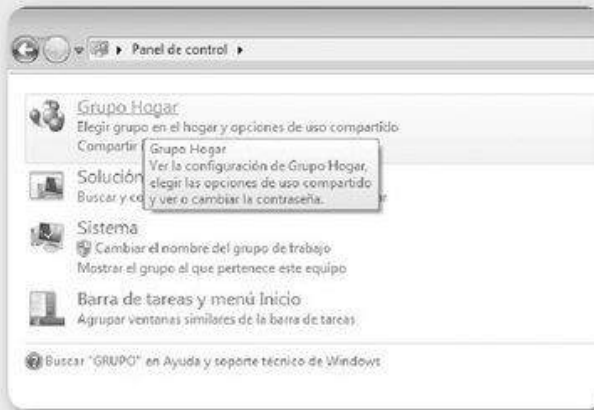 Panel de control
Grupo Hogar
Elegir grupo en el hogar y opciones de uso compartido
Compartir
Grupo Hogar
Ver la configuración de Grupo Hogar,
elegir las opciones de uso compartido
y ver o cambiar la contraseña.
Solución
Buscar y
Sistema
Cambiar el nombre del grupo de trabajo
Mostrar el grupo al que pertenece este equipo
Barra de tareas y menú Inicio
Agrupar ventanas similares de la barra de tareas
Buscar "GRUPO" en Ayuda y soporte técnico de Windows